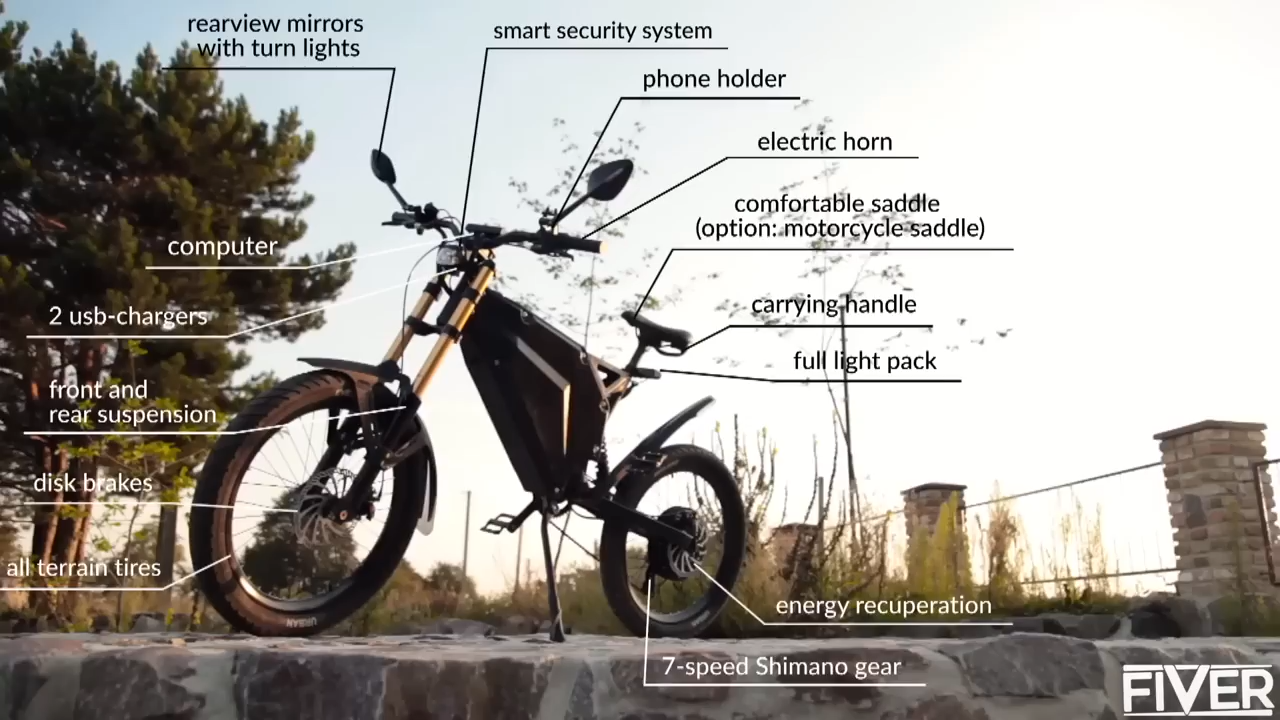 rearview mirrors
with turn lights
smart security system
phone holder
electric horn
comfortable saddle
(option: motorcycle saddle)
computer
carrying handle
2 usb-chargers
full light pack
front and
rear suspension
disk brakes
all terrain tires
energy recuperation
URBAN
7-speed Shimano gear
FIVER